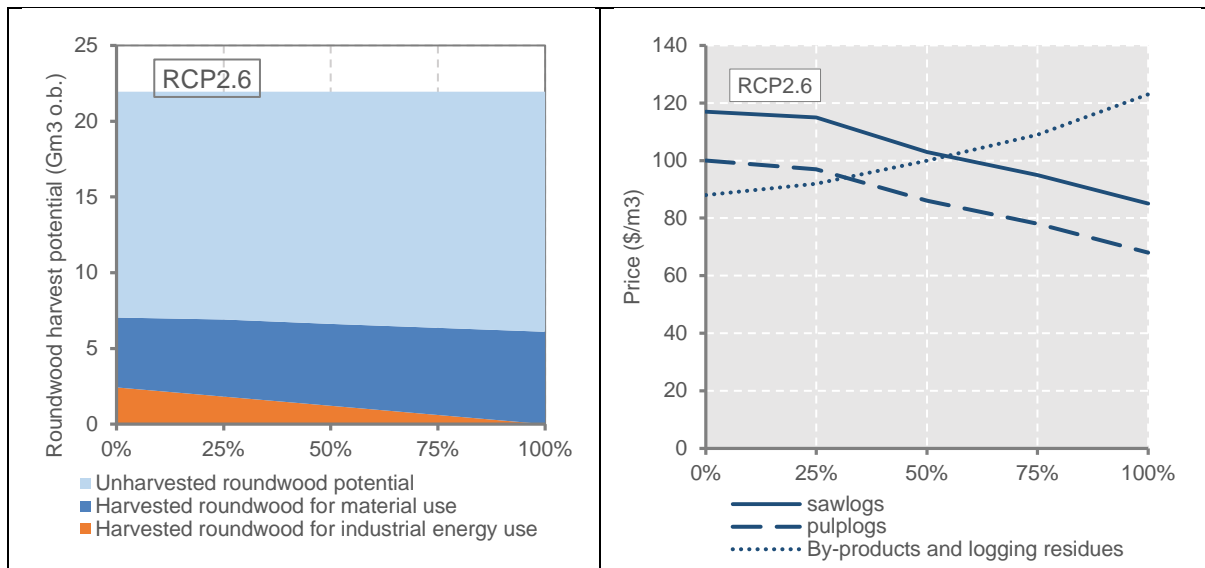 Roundwood harvest potential (Gm3 o.b.)
25
20
15
10
5
0
RCP2.6
0%
25%
50%
75%
100%
Unharvested roundwood potential
Harvested roundwood for material use
Harvested roundwood for industrial energy use
Price ($/m3)
140
120
100
80
60
40
20
0
RCP2.6
0%
25%
50%
75%
100%
sawlogs
pulplogs
By-products and logging residues